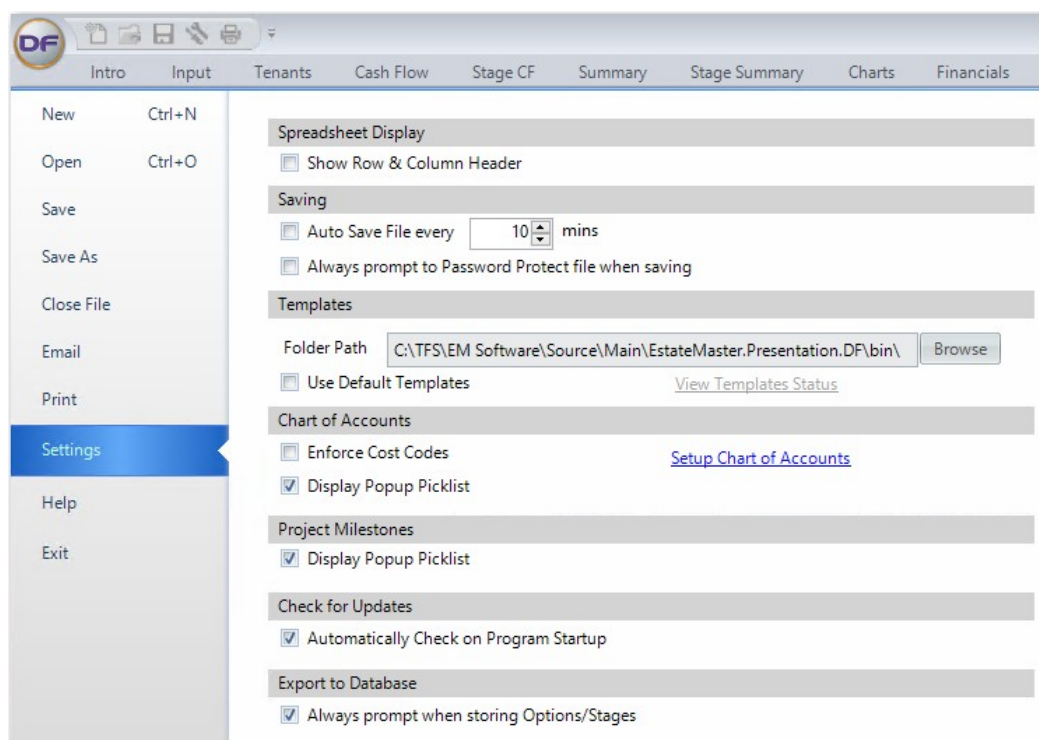 DF
Intro Input Tenants Cash Flow Stage CF Summary Stage Summary Charts Financials
New Ctrl+N
Open Ctrl+O
Save
Save As
Close File
Email
Print
Settings
Help
Exit
Spreadsheet Display
Show Row & Column Header
Saving
Auto Save File every 10 mins
Always prompt to Password Protect file when saving
Templates
Folder Path C:\TFS\EM Software\Source\Main\EstateMaster.Presentation.DF\bin\ Browse
Use Default Templates View Templates Status
Chart of Accounts
Enforce Cost Codes Setup Chart of Accounts
Display Popup Picklist
Project Milestones
Display Popup Picklist
Check for Updates
Automatically Check on Program Startup
Export to Database
Always prompt when storing Options/Stages